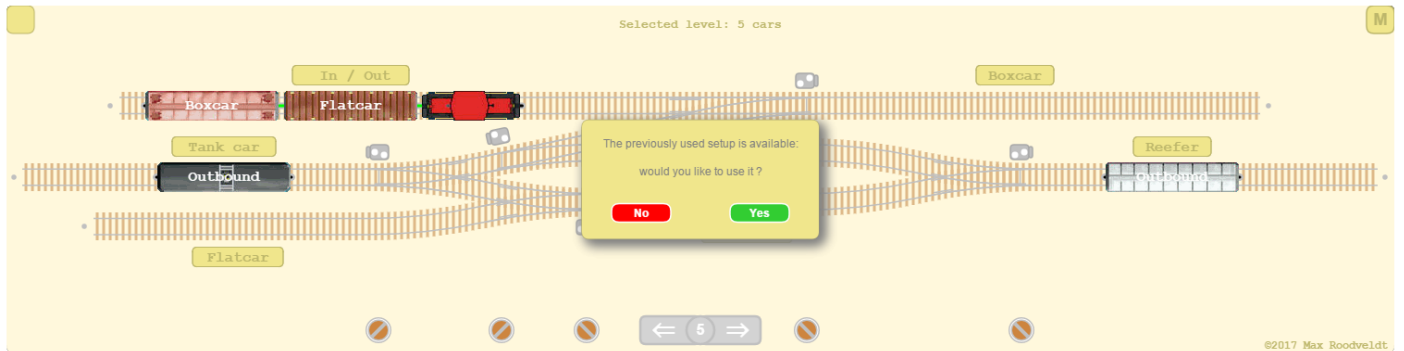 Selected level: 5 cars
M
In / Out
Boxcar
Boxcar
Flatcar
Tank car
Reefer
Outbound
Outbound
The previously used setup is available:
would you like to use it ?
No
Yes
Flatcar
5
©2017 Max Roodveldt